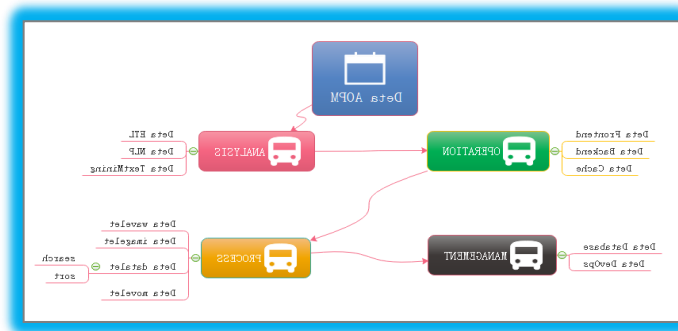 Deta AOPM
ANALYSIS
Deta ETL
Deta NLP
Deta TextMining
OPERATION
Deta Frontend
Deta Backend
Deta Cache
PROCESS
Deta wavelet
Deta imagelet
Deta datalet
search
sort
Deta movelet
MANAGEMENT
Deta Database
Deta DevOps